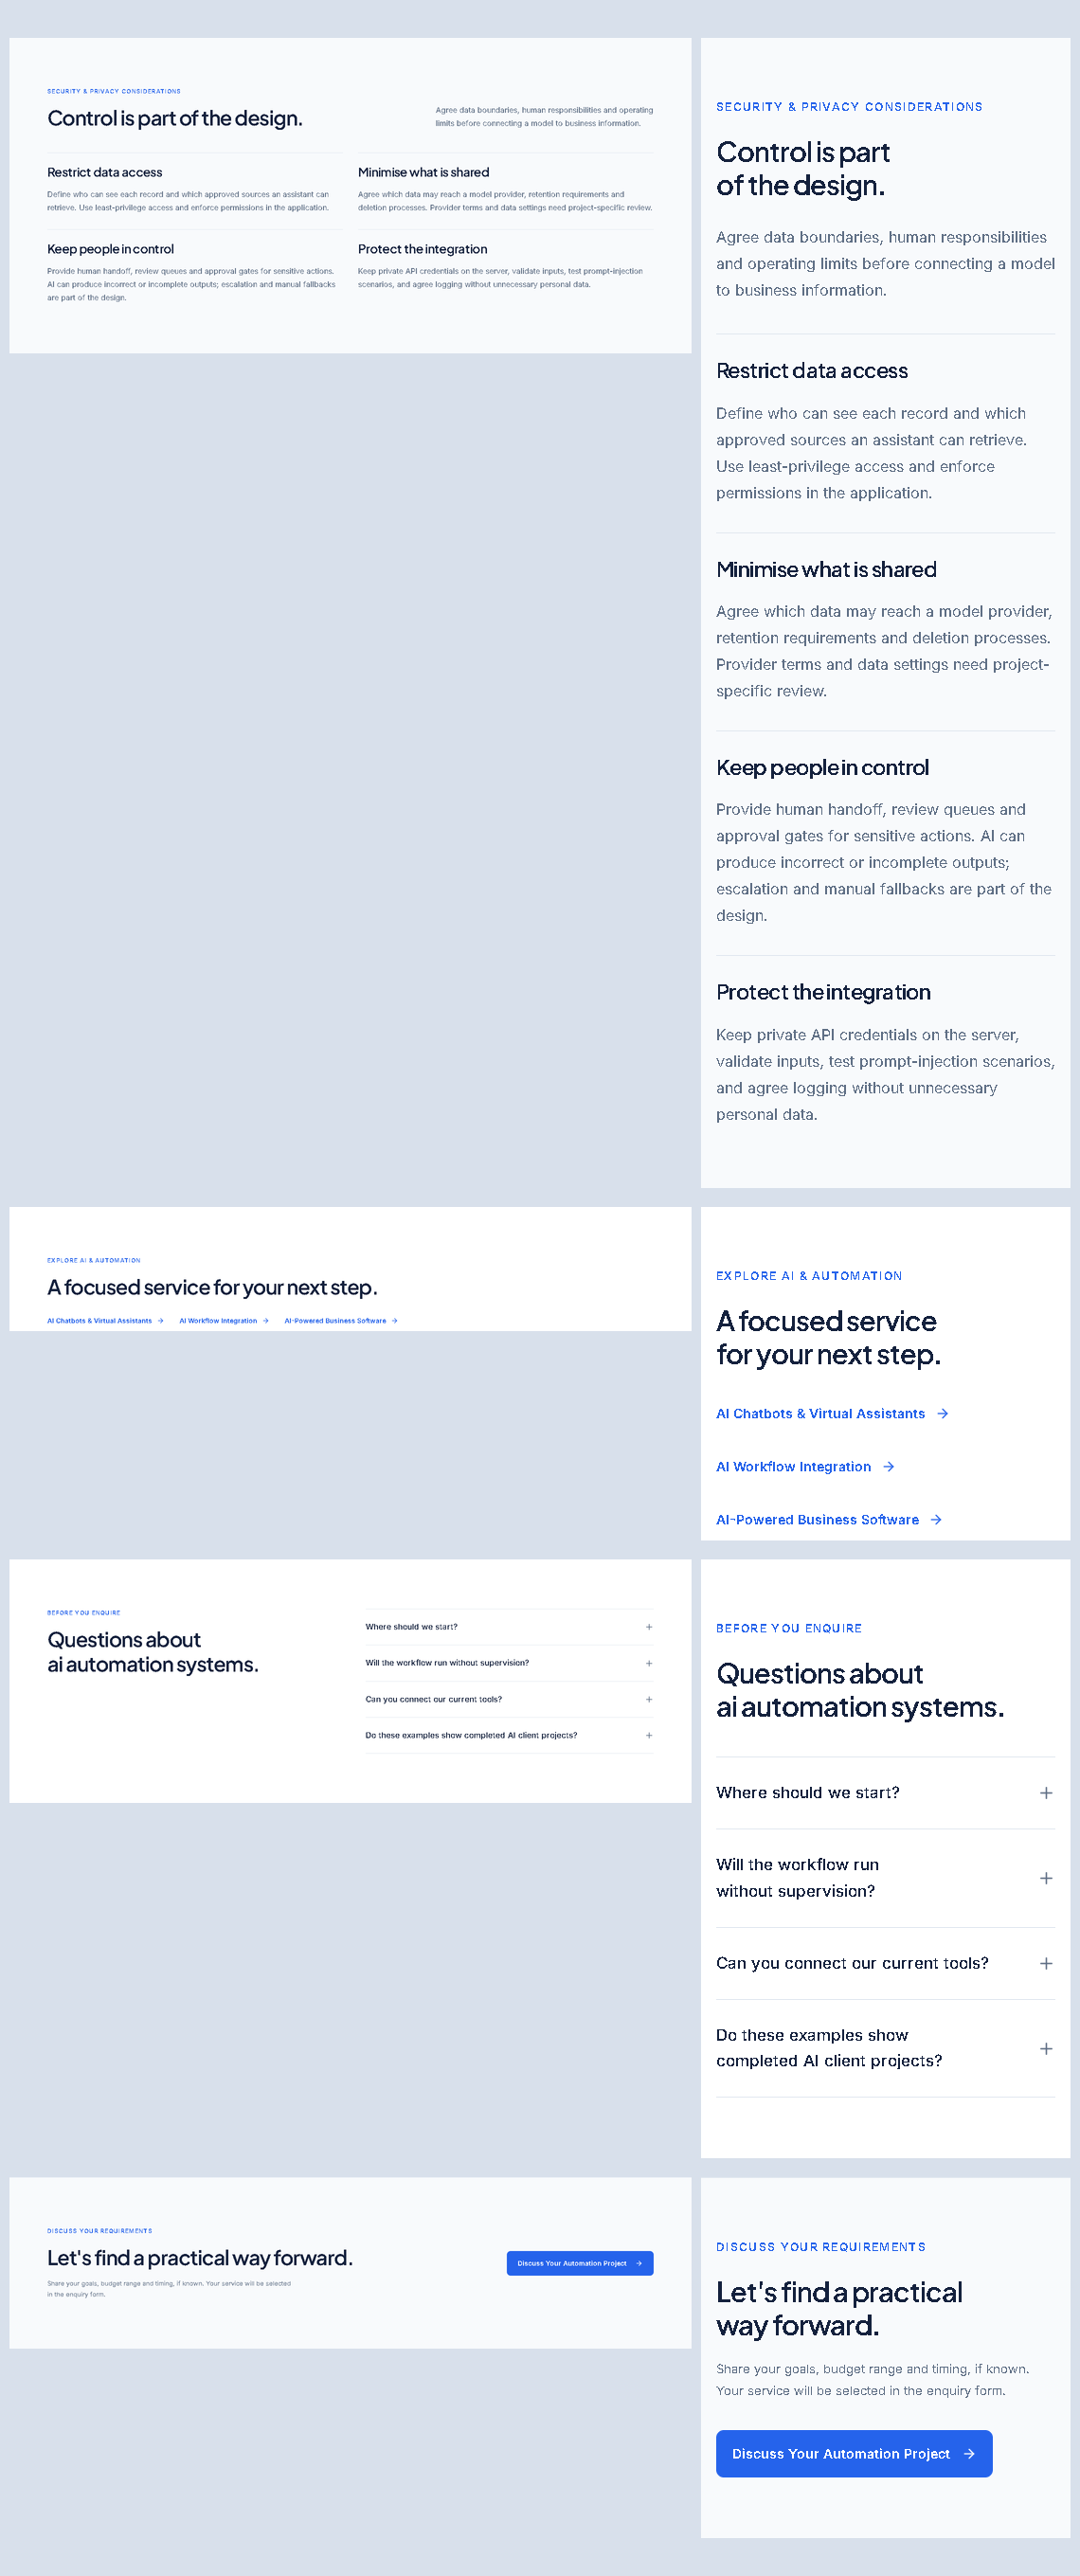 SECURITY & PRIVACY CONSIDERATIONS
Control is part of the design.
Agree data boundaries, human responsibilities and operating
limits before connecting a model to business information.
Restrict data access
Define who can see each record and which approved sources an assistant can
retrieve. Use least-privilege access and enforce permissions in the application.
Minimise what is shared
Agree which data may reach a model provider, retention requirements and
deletion processes. Provider terms and data settings need project-specific review.
Keep people in control
Provide human handoff, review queues and approval gates for sensitive actions.
AI can produce incorrect or incomplete outputs; escalation and manual fallbacks
are part of the design.
Protect the integration
Keep private API credentials on the server, validate inputs, test prompt-injection
scenarios, and agree logging without unnecessary personal data.
SECURITY & PRIVACY CONSIDERATIONS
Control is part
of the design.
Agree data boundaries, human responsibilities
and operating limits before connecting a model
to business information.
Restrict data access
Define who can see each record and which
approved sources an assistant can retrieve.
Use least-privilege access and enforce
permissions in the application.
Minimise what is shared
Agree which data may reach a model provider,
retention requirements and deletion processes.
Provider terms and data settings need project-
specific review.
Keep people in control
Provide human handoff, review queues and
approval gates for sensitive actions. AI can
produce incorrect or incomplete outputs;
escalation and manual fallbacks are part of the
design.
Protect the integration
Keep private API credentials on the server,
validate inputs, test prompt-injection scenarios,
and agree logging without unnecessary
personal data.
EXPLORE AI & AUTOMATION
A focused service for your next step.
AI Chatbots & Virtual Assistants → AI Workflow Integration → AI-Powered Business Software →
EXPLORE AI & AUTOMATION
A focused service
for your next step.
AI Chatbots & Virtual Assistants →
AI Workflow Integration →
AI-Powered Business Software →
BEFORE YOU ENQUIRE
Questions about
ai automation systems.
Where should we start? +
Will the workflow run without supervision? +
Can you connect our current tools? +
Do these examples show completed AI client projects? +
BEFORE YOU ENQUIRE
Questions about
ai automation systems.
Where should we start? +
Will the workflow run
without supervision? +
Can you connect our current tools? +
Do these examples show
completed AI client projects? +
DISCUSS YOUR REQUIREMENTS
Let's find a practical way forward.
Share your goals, budget range and timing, if known. Your service will be selected
in the enquiry form.
Discuss Your Automation Project →
DISCUSS YOUR REQUIREMENTS
Let's find a practical
way forward.
Share your goals, budget range and timing, if known.
Your service will be selected in the enquiry form.
Discuss Your Automation Project →